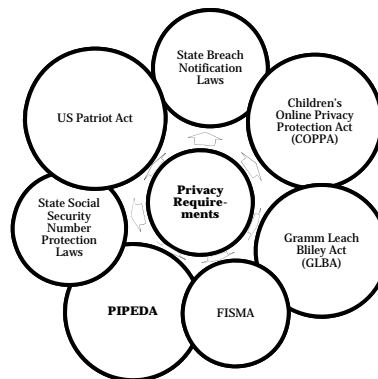 State Breach
Notification
Laws
US Patriot Act
Children's
Online Privacy
Protection Act
(COPPA)
Privacy
Require-
ments
State Social
Security
Number
Protection
Laws
Gramm Leach
Bliley Act
(GLBA)
PIPEDA
FISMA